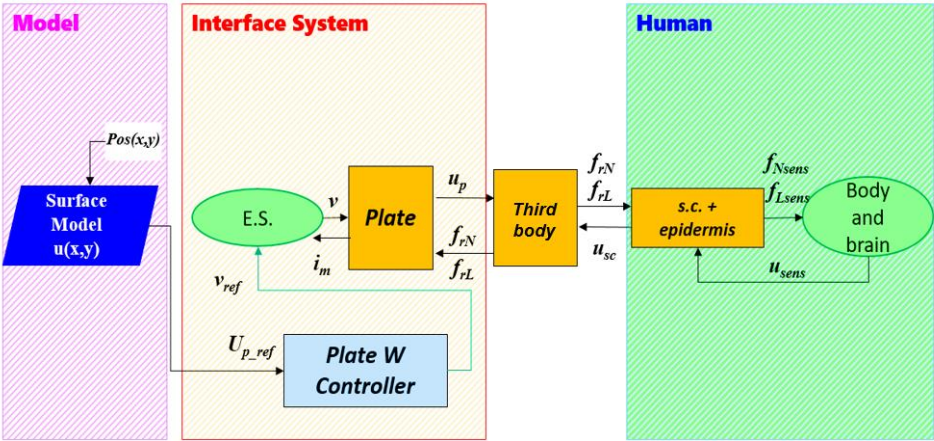 Model
Interface System
Human
Pos(x,y)
Surface
Model
u(x,y)
E.S.
v
i_m
v_ref
Plate
u_p
f_rN
f_rL
Third
body
f_rN
f_rL
u_sc
s.c. +
epidermis
f_Nsens
f_Lsens
u_sens
Body
and
brain
U_p_ref
Plate W
Controller